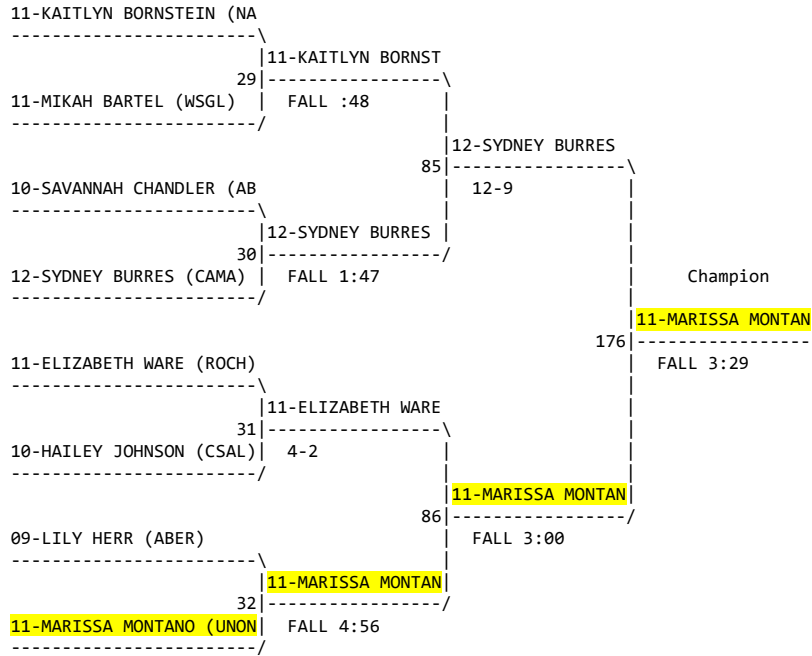 11-KAITLYN BORNSTEIN (NA
------------------------\
|11-KAITLYN BORNST
29|-----------------\
11-MIKAH BARTEL (WSGL) | FALL :48 |
------------------------/ |
|12-SYDNEY BURRES
85|-----------------\
10-SAVANNAH CHANDLER (AB | 12-9 |
------------------------\ | |
|12-SYDNEY BURRES | |
30|-----------------/ |
12-SYDNEY BURRES (CAMA) | FALL 1:47 | Champion
------------------------/ |
|11-MARISSA MONTAN
176|-----------------
11-ELIZABETH WARE (ROCH) | FALL 3:29
------------------------\ |
|11-ELIZABETH WARE |
31|-----------------\ |
10-HAILEY JOHNSON (CSAL)| 4-2 | |
------------------------/ | |
|11-MARISSA MONTAN|
86|-----------------/
09-LILY HERR (ABER) | FALL 3:00
------------------------\ |
|11-MARISSA MONTAN|
32|-----------------/
11-MARISSA MONTANO (UNON| FALL 4:56
------------------------/